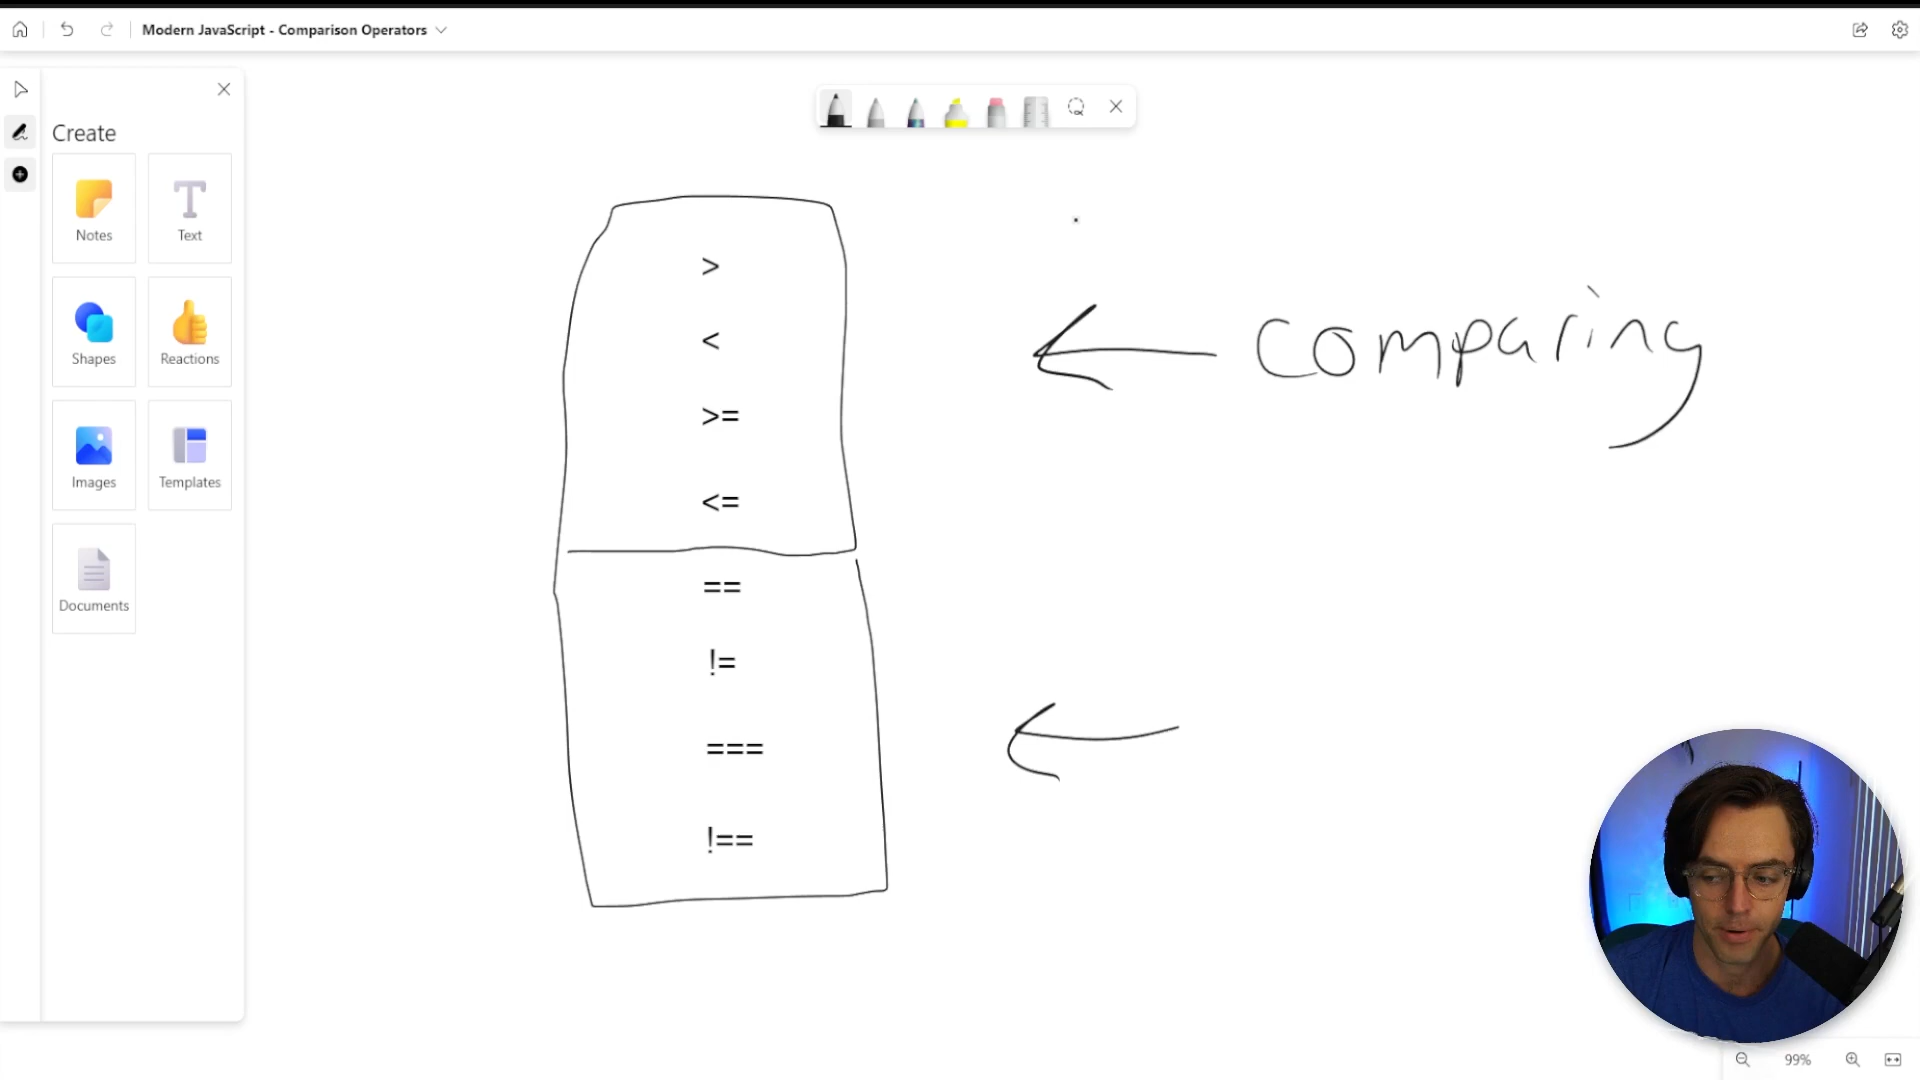 Modern JavaScript - Comparison Operators
Create
Notes
Text
Shapes
Reactions
Images
Templates
Documents
>
<
>=
<=
==
!=
===
!==
comparing
99%